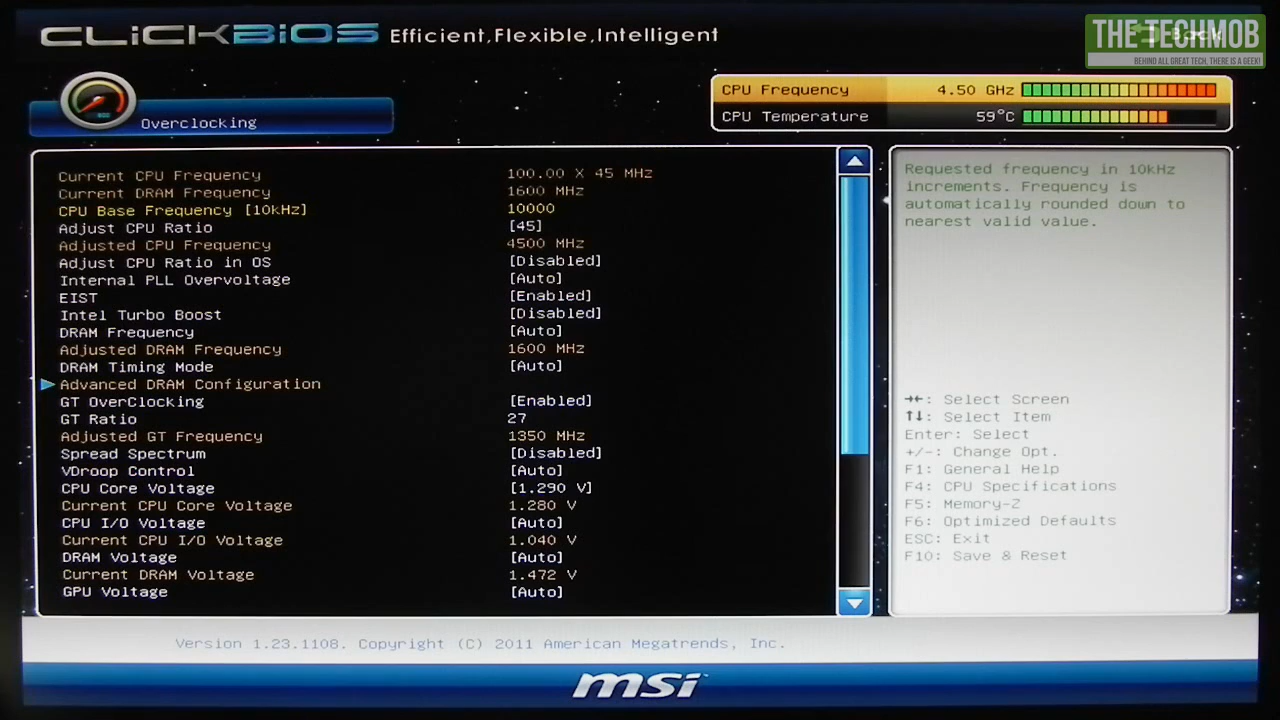 CLiCKBiOS Efficient,Flexible,Intelligent
THE TECHMOB
BEHIND ALL GREAT TECH, THERE IS A GEEK!
Back
Overclocking
CPU Frequency 4.50 GHz
CPU Temperature 59°C
Current CPU Frequency 100.00 X 45 MHz
Current DRAM Frequency 1600 MHz
CPU Base Frequency [10kHz] 10000
Adjust CPU Ratio [45]
Adjusted CPU Frequency 4500 MHz
Adjust CPU Ratio in OS [Disabled]
Internal PLL Overvoltage [Auto]
EIST [Enabled]
Intel Turbo Boost [Disabled]
DRAM Frequency [Auto]
Adjusted DRAM Frequency 1600 MHz
DRAM Timing Mode [Auto]
Advanced DRAM Configuration
GT OverClocking [Enabled]
GT Ratio 27
Adjusted GT Frequency 1350 MHz
Spread Spectrum [Disabled]
VDroop Control [Auto]
CPU Core Voltage [1.290 V]
Current CPU Core Voltage 1.280 V
CPU I/O Voltage [Auto]
Current CPU I/O Voltage 1.040 V
DRAM Voltage [Auto]
Current DRAM Voltage 1.472 V
GPU Voltage [Auto]
Requested frequency in 10kHz
increments. Frequency is
automatically rounded down to
nearest valid value.
→←: Select Screen
↑↓: Select Item
Enter: Select
+/-: Change Opt.
F1: General Help
F4: CPU Specifications
F5: Memory-Z
F6: Optimized Defaults
ESC: Exit
F10: Save & Reset
Version 1.23.1108. Copyright (C) 2011 American Megatrends, Inc.
msi